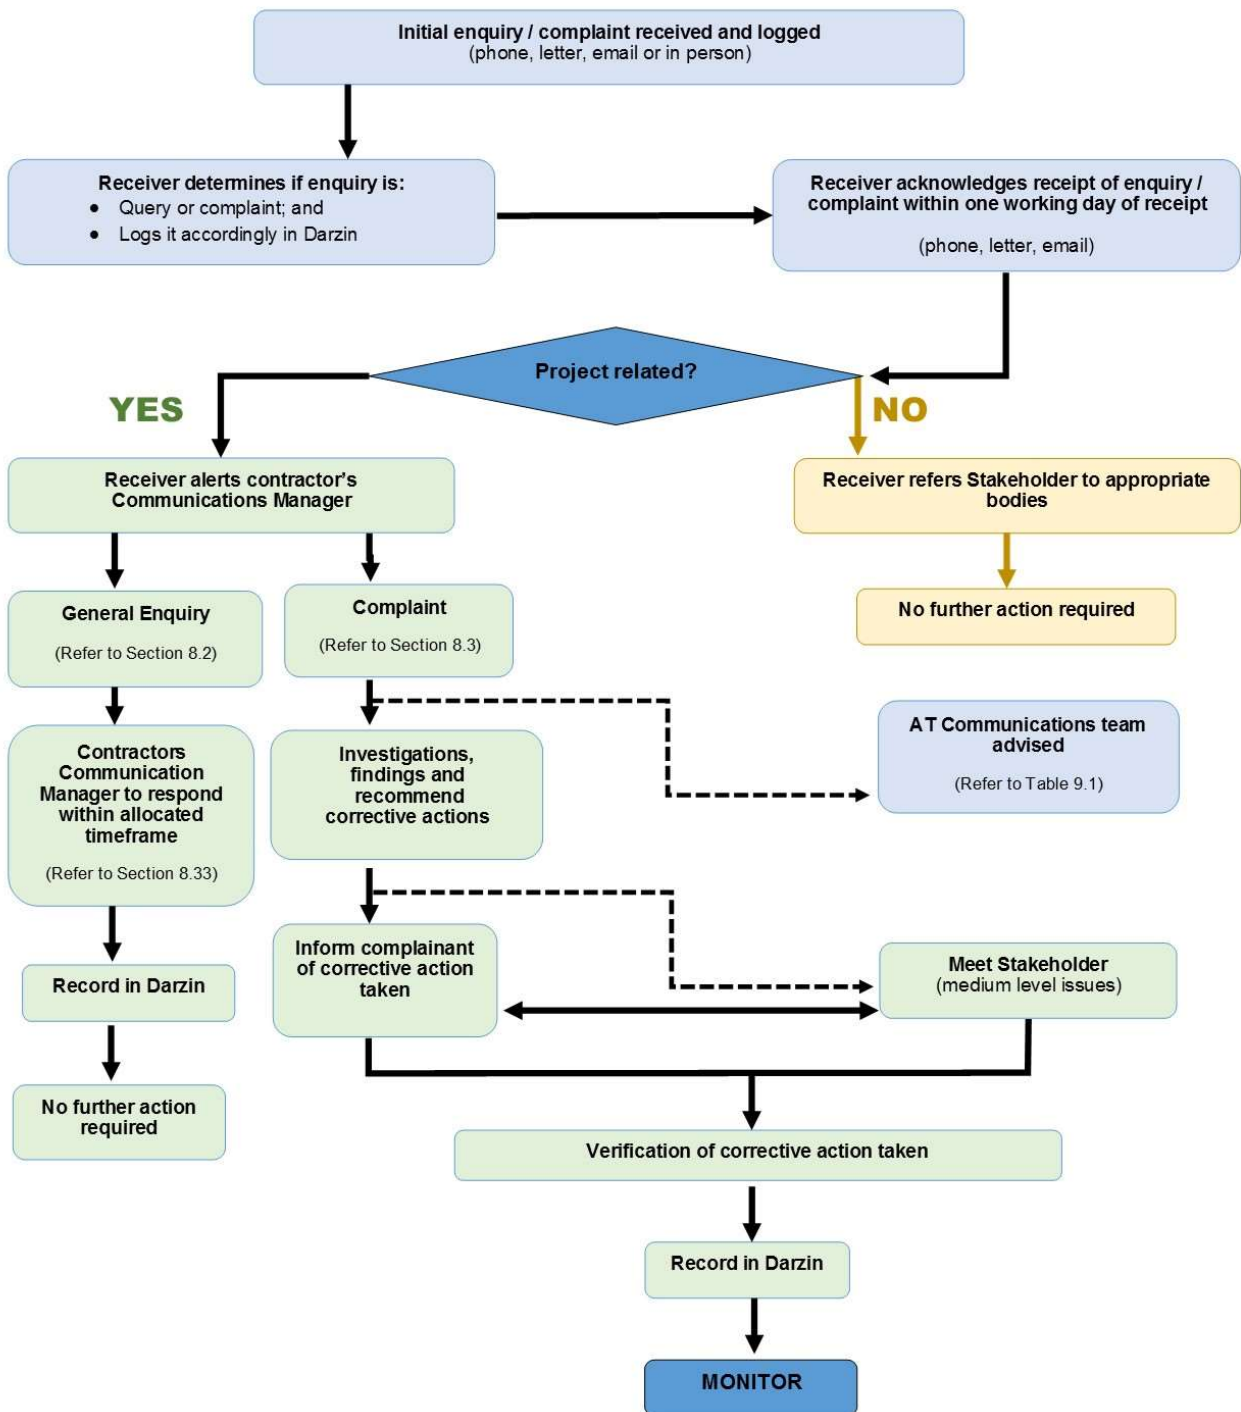 Initial enquiry / complaint received and logged
(phone, letter, email or in person)
Receiver determines if enquiry is:
● Query or complaint; and
● Logs it accordingly in Darzin
Receiver acknowledges receipt of enquiry /
complaint within one working day of receipt
(phone, letter, email)
Project related?
YES
NO
Receiver alerts contractor's
Communications Manager
Receiver refers Stakeholder to appropriate
bodies
General Enquiry
(Refer to Section 8.2)
Complaint
(Refer to Section 8.3)
No further action required
Contractors
Communication
Manager to respond
within allocated
timeframe
(Refer to Section 8.33)
Investigations,
findings and
recommend
corrective actions
AT Communications team
advised
(Refer to Table 9.1)
Record in Darzin
Inform complainant
of corrective action
taken
Meet Stakeholder
(medium level issues)
No further action
required
Verification of corrective action taken
Record in Darzin
MONITOR